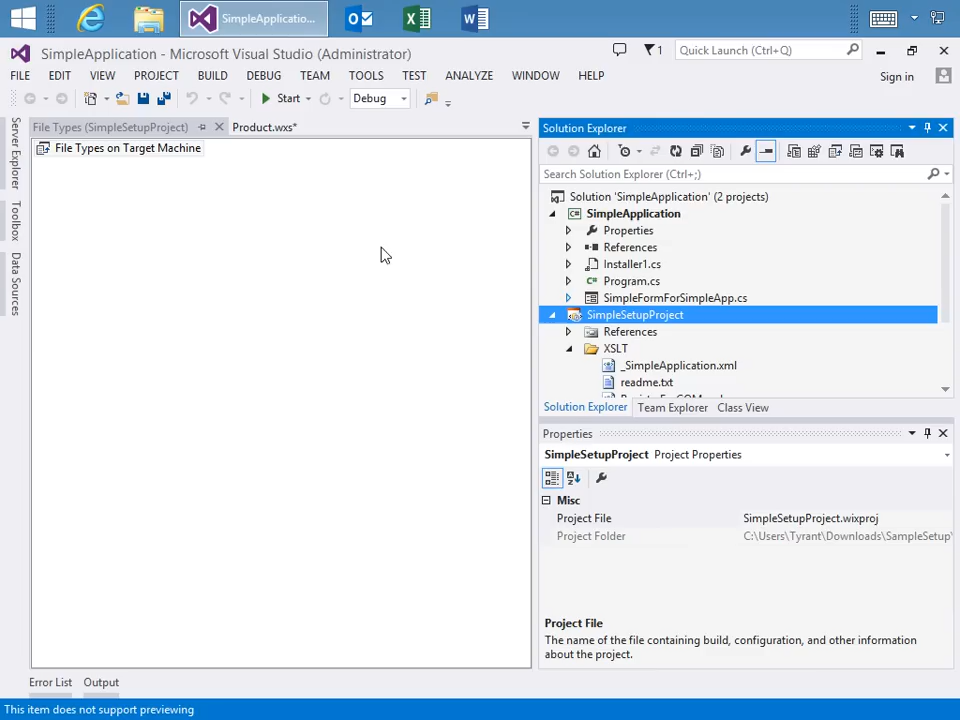 SimpleApplicatio...
SimpleApplication - Microsoft Visual Studio (Administrator)
1
Quick Launch (Ctrl+Q)
FILE EDIT VIEW PROJECT BUILD DEBUG TEAM TOOLS TEST ANALYZE WINDOW HELP
Sign in
Start
Debug
Server Explorer
Toolbox
Data Sources
File Types (SimpleSetupProject)
Product.wxs*
File Types on Target Machine
Solution Explorer
Search Solution Explorer (Ctrl+;)
Solution 'SimpleApplication' (2 projects)
SimpleApplication
Properties
References
Installer1.cs
Program.cs
SimpleFormForSimpleApp.cs
SimpleSetupProject
References
XSLT
_SimpleApplication.xml
readme.txt
Solution Explorer Team Explorer Class View
Properties
SimpleSetupProject Project Properties
Misc
Project File SimpleSetupProject.wixproj
Project Folder C:\Users\Tyrant\Downloads\SampleSetup\
Project File
The name of the file containing build, configuration, and other information
about the project.
Error List Output
This item does not support previewing